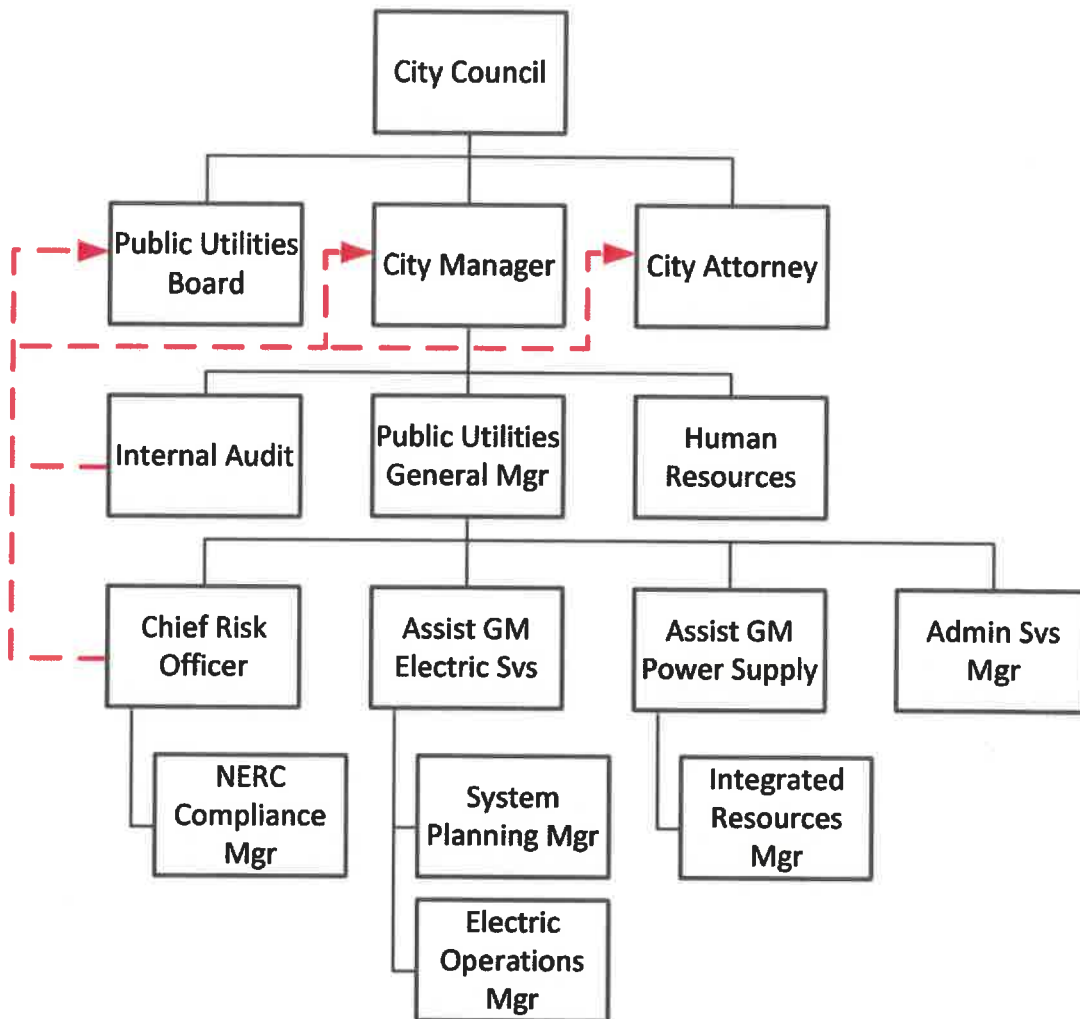 City Council
Public Utilities
Board
City Manager
City Attorney
Internal Audit
Public Utilities
General Mgr
Human
Resources
Chief Risk
Officer
Assist GM
Electric Svs
Assist GM
Power Supply
Admin Svs
Mgr
NERC
Compliance
Mgr
System
Planning Mgr
Integrated
Resources
Mgr
Electric
Operations
Mgr